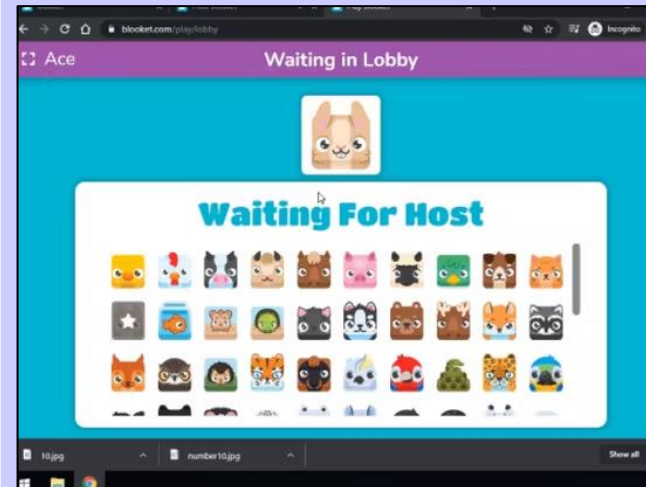 blooket.com/play/lobby
Incognito
Ace
Waiting in Lobby
Waiting For Host
10.jpg
number10.jpg
Show all